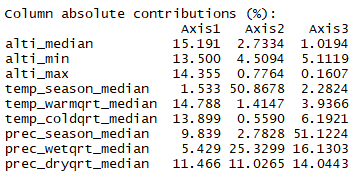 Column absolute contributions (%):
Axis1 Axis2 Axis3
alti_median 15.191 2.7334 1.0194
alti_min 13.500 4.5094 5.1119
alti_max 14.355 0.7764 0.1607
temp_season_median 1.533 50.8678 2.2824
temp_warmqrt_median 14.788 1.4147 3.9366
temp_coldqrt_median 13.899 0.5590 6.1921
prec_season_median 9.839 2.7828 51.1224
prec_wetqrt_median 5.429 25.3299 16.1303
prec_dryqrt_median 11.466 11.0265 14.0443